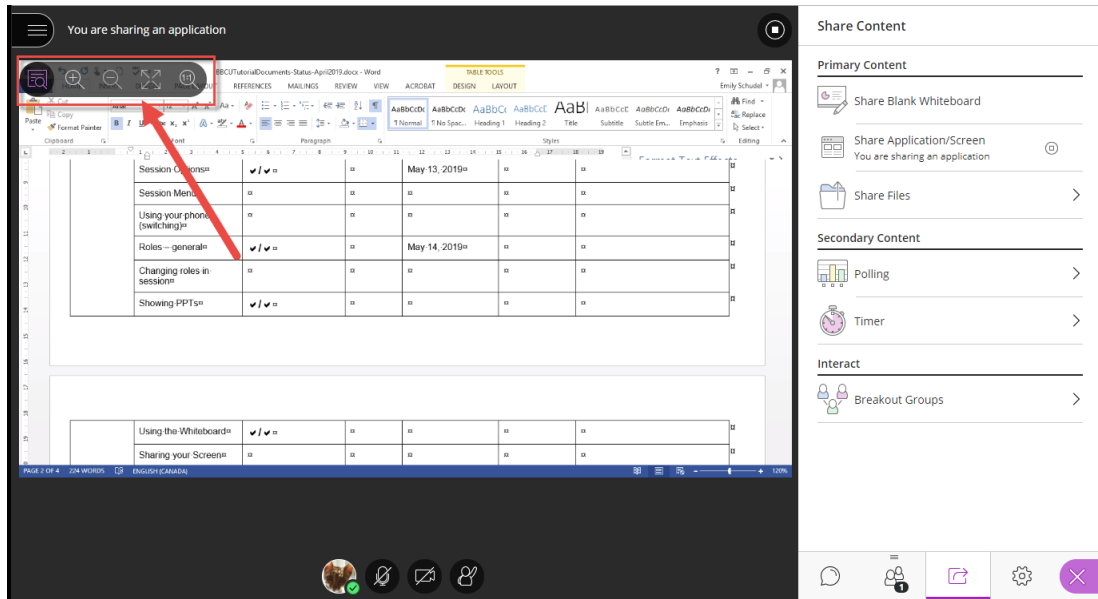 You are sharing an application
BBCUTutorialDocuments-Status-April2019.docx - Word
TABLE TOOLS
REFERENCES MAILINGS REVIEW VIEW ACROBAT DESIGN LAYOUT
Emily Schudel
Cut
Copy
Format Painter
Paste
Clipboard
Font
Paragraph
AaBbCcDc AaBbCcDc AaBbCc AaBbCcC AaBl AaBbCcC AaBbCcDc AaBbCcDc
¶ Normal ¶ No Spac... Heading 1 Heading 2 Title Subtitle Subtle Em... Emphasis
Styles
Find
Replace
Select
Editing
Session·Options¤ ✔/✔¤ ¤ May·13,·2019¤ ¤ ¤
Session·Menu ¤ ¤ ¤ ¤ ¤
Using·your·phone
(switching)¤ ¤ ¤ ¤ ¤ ¤
Roles·–·general¤ ✔/✔¤ ¤ May·14,·2019¤ ¤ ¤
Changing·roles·in·
session¤ ¤ ¤ ¤ ¤ ¤
Showing·PPTs¤ ✔/✔¤ ¤ ¤ ¤ ¤
Using·the·Whiteboard¤ ✔/✔¤ ¤ ¤ ¤ ¤
Sharing·your·Screen¤ ¤ ¤ ¤ ¤ ¤
PAGE 2 OF 4 224 WORDS ENGLISH (CANADA) 120%
Share Content
Primary Content
Share Blank Whiteboard
Share Application/Screen
You are sharing an application
Share Files
Secondary Content
Polling
Timer
Interact
Breakout Groups
1